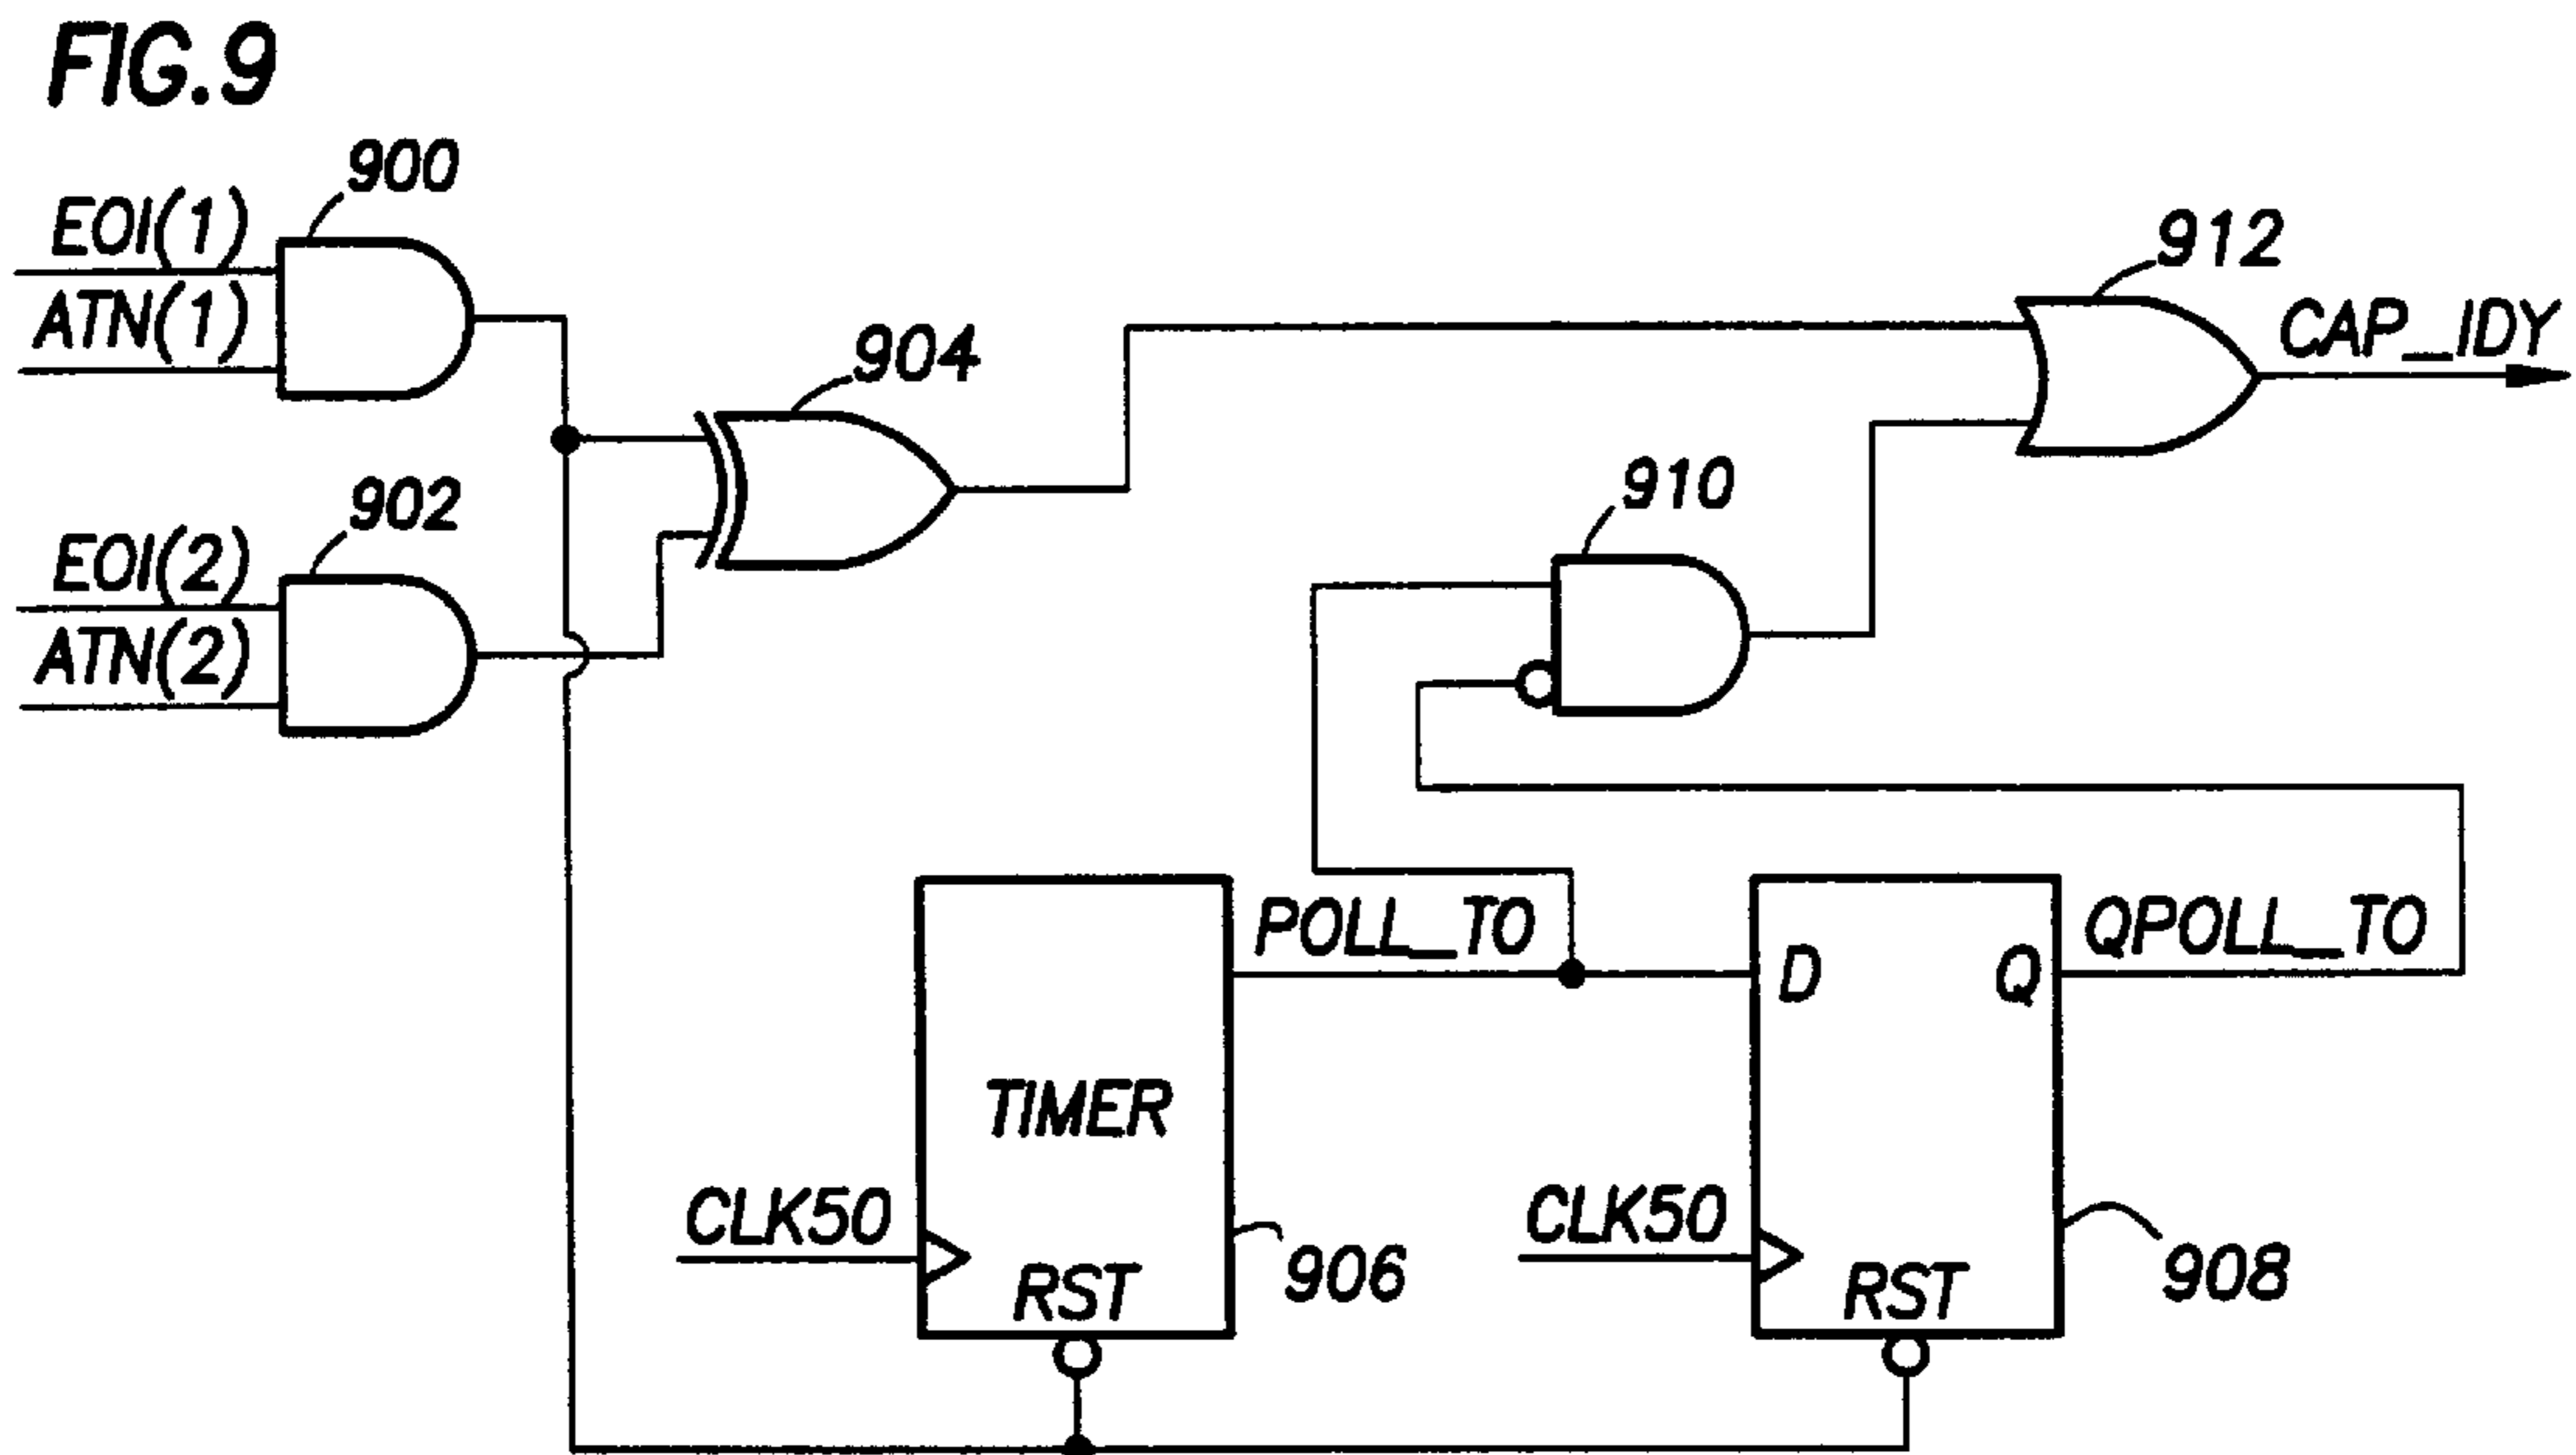 FIG.9
900
EOI(1)
ATN(1)
912
CAP_IDY
904
902
EOI(2)
ATN(2)
910
POLL_TO
QPOLL_TO
D
Q
TIMER
CLK50
RST
906
CLK50
RST
908